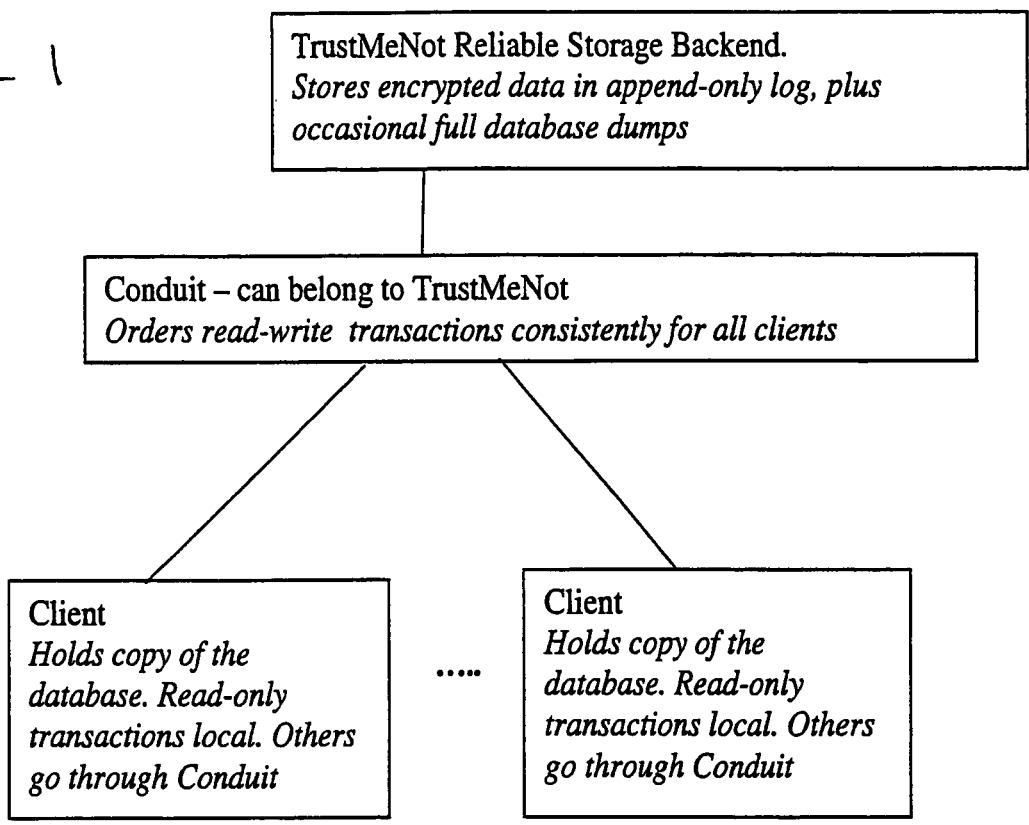 – 1
TrustMeNot Reliable Storage Backend.
Stores encrypted data in append-only log, plus
occasional full database dumps
Conduit – can belong to TrustMeNot
Orders read-write transactions consistently for all clients
Client
Holds copy of the
database. Read-only
transactions local. Others
go through Conduit
.....
Client
Holds copy of the
database. Read-only
transactions local. Others
go through Conduit